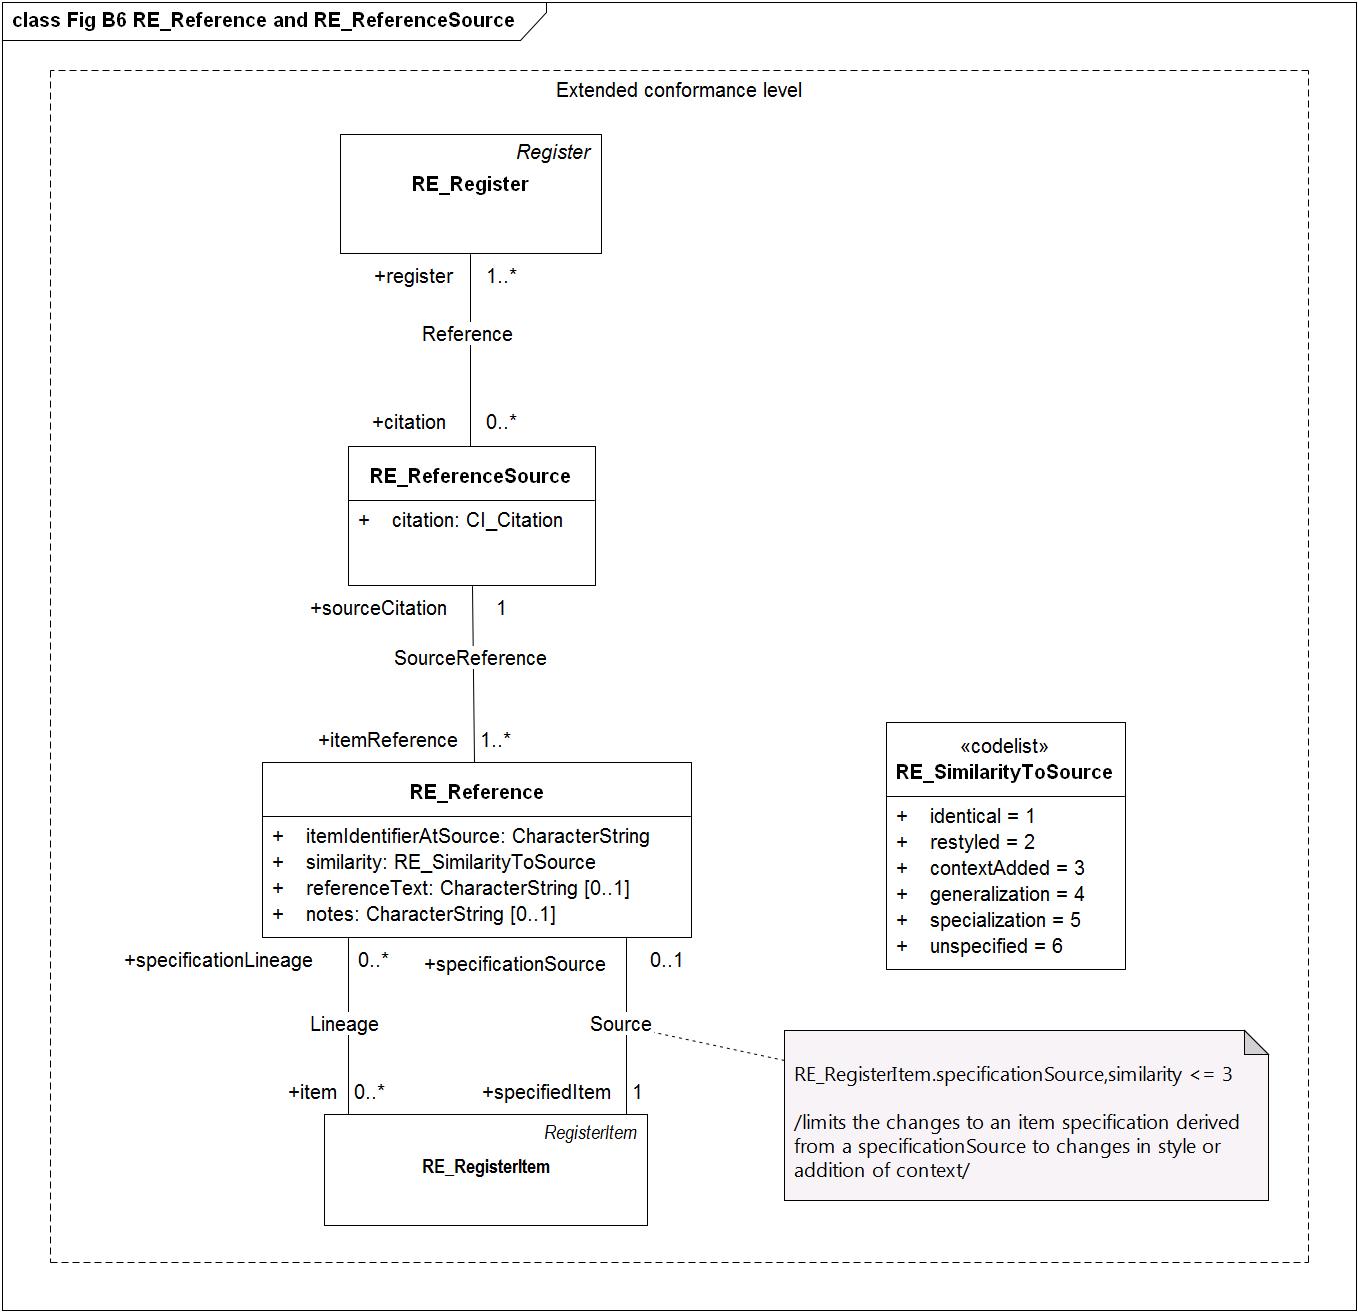 class Fig B6 RE_Reference and RE_ReferenceSource
Extended conformance level
Register
RE_Register
+register 1..*
Reference
+citation 0..*
RE_ReferenceSource
+ citation: CI_Citation
+sourceCitation 1
SourceReference
+itemReference 1..*
RE_Reference
+ itemIdentifierAtSource: CharacterString
+ similarity: RE_SimilarityToSource
+ referenceText: CharacterString [0..1]
+ notes: CharacterString [0..1]
«codelist»
RE_SimilarityToSource
+ identical = 1
+ restyled = 2
+ contextAdded = 3
+ generalization = 4
+ specialization = 5
+ unspecified = 6
+specificationLineage 0..* +specificationSource 0..1
Lineage Source
+item 0..* +specifiedItem 1
RegisterItem
RE_RegisterItem
RE_RegisterItem.specificationSource,similarity <= 3
/limits the changes to an item specification derived
from a specificationSource to changes in style or
addition of context/